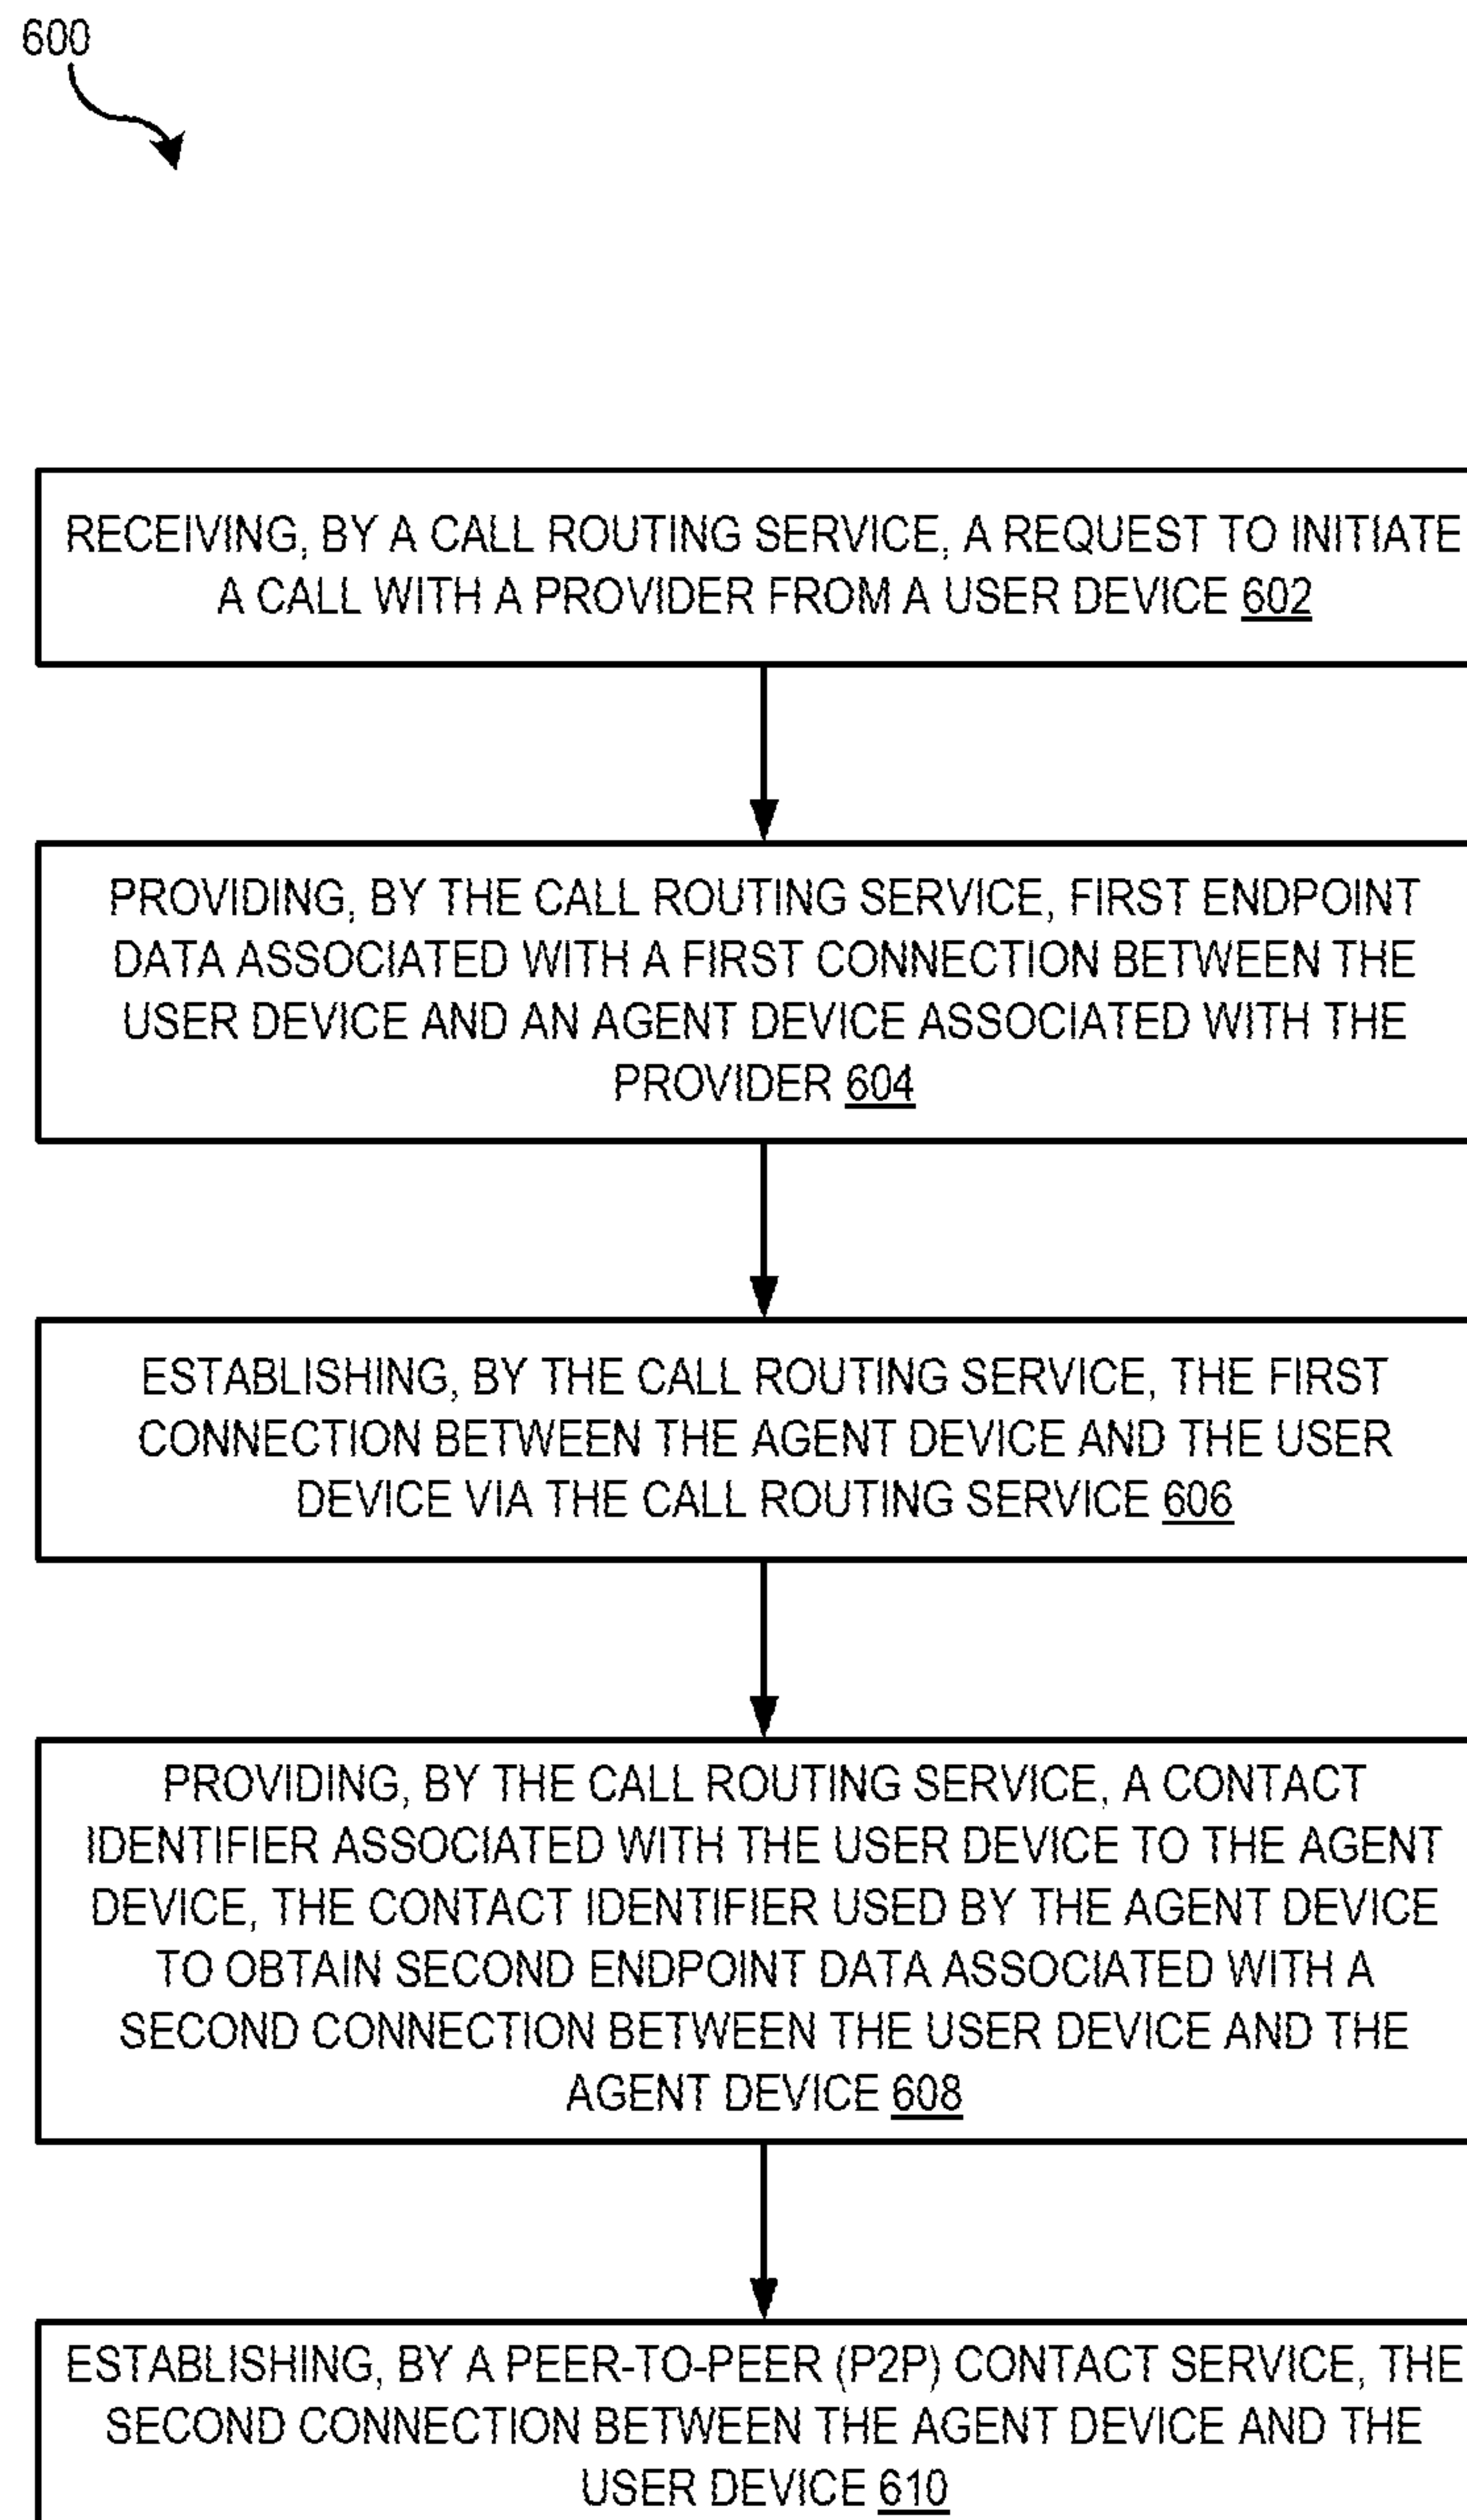 600
RECEIVING, BY A CALL ROUTING SERVICE, A REQUEST TO INITIATE
A CALL WITH A PROVIDER FROM A USER DEVICE 602
PROVIDING, BY THE CALL ROUTING SERVICE, FIRST ENDPOINT
DATA ASSOCIATED WITH A FIRST CONNECTION BETWEEN THE
USER DEVICE AND AN AGENT DEVICE ASSOCIATED WITH THE
PROVIDER 604
ESTABLISHING, BY THE CALL ROUTING SERVICE, THE FIRST
CONNECTION BETWEEN THE AGENT DEVICE AND THE USER
DEVICE VIA THE CALL ROUTING SERVICE 606
PROVIDING, BY THE CALL ROUTING SERVICE, A CONTACT
IDENTIFIER ASSOCIATED WITH THE USER DEVICE TO THE AGENT
DEVICE, THE CONTACT IDENTIFIER USED BY THE AGENT DEVICE
TO OBTAIN SECOND ENDPOINT DATA ASSOCIATED WITH A
SECOND CONNECTION BETWEEN THE USER DEVICE AND THE
AGENT DEVICE 608
ESTABLISHING, BY A PEER-TO-PEER (P2P) CONTACT SERVICE, THE
SECOND CONNECTION BETWEEN THE AGENT DEVICE AND THE
USER DEVICE 610